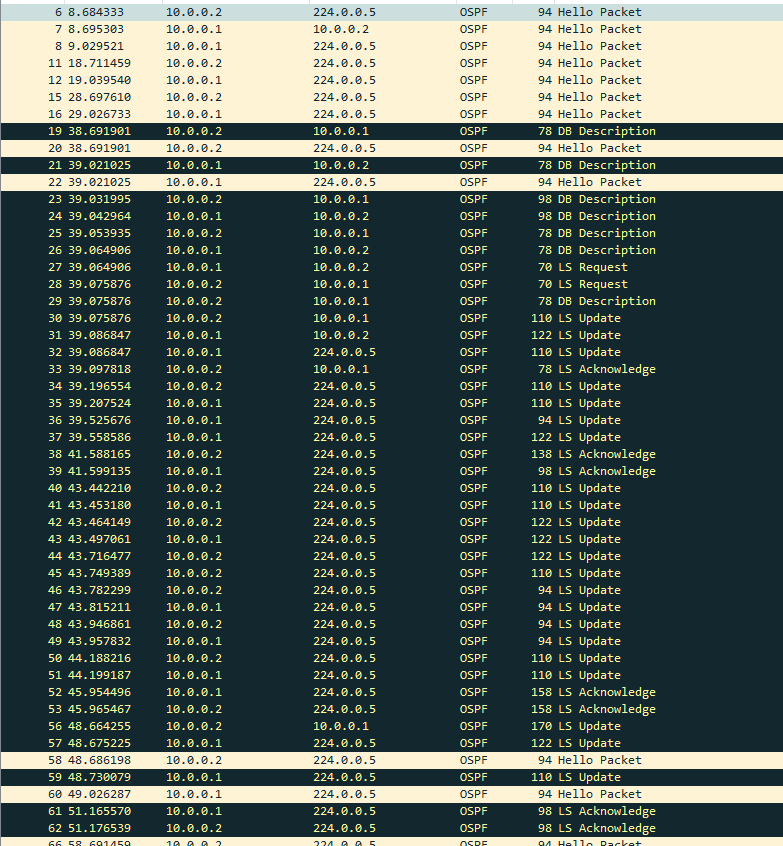 6 8.684333 10.0.0.2 224.0.0.5 OSPF 94 Hello Packet
7 8.695303 10.0.0.1 10.0.0.2 OSPF 94 Hello Packet
8 9.029521 10.0.0.1 224.0.0.5 OSPF 94 Hello Packet
11 18.711459 10.0.0.2 224.0.0.5 OSPF 94 Hello Packet
12 19.039540 10.0.0.1 224.0.0.5 OSPF 94 Hello Packet
15 28.697610 10.0.0.2 224.0.0.5 OSPF 94 Hello Packet
16 29.026733 10.0.0.1 224.0.0.5 OSPF 94 Hello Packet
19 38.691901 10.0.0.2 10.0.0.1 OSPF 78 DB Description
20 38.691901 10.0.0.2 224.0.0.5 OSPF 94 Hello Packet
21 39.021025 10.0.0.1 10.0.0.2 OSPF 78 DB Description
22 39.021025 10.0.0.1 224.0.0.5 OSPF 94 Hello Packet
23 39.031995 10.0.0.2 10.0.0.1 OSPF 98 DB Description
24 39.042964 10.0.0.1 10.0.0.2 OSPF 98 DB Description
25 39.053935 10.0.0.2 10.0.0.1 OSPF 78 DB Description
26 39.064906 10.0.0.1 10.0.0.2 OSPF 78 DB Description
27 39.064906 10.0.0.1 10.0.0.2 OSPF 70 LS Request
28 39.075876 10.0.0.2 10.0.0.1 OSPF 70 LS Request
29 39.075876 10.0.0.2 10.0.0.1 OSPF 78 DB Description
30 39.075876 10.0.0.2 10.0.0.1 OSPF 110 LS Update
31 39.086847 10.0.0.1 10.0.0.2 OSPF 122 LS Update
32 39.086847 10.0.0.1 224.0.0.5 OSPF 110 LS Update
33 39.097818 10.0.0.2 10.0.0.1 OSPF 78 LS Acknowledge
34 39.196554 10.0.0.2 224.0.0.5 OSPF 110 LS Update
35 39.207524 10.0.0.1 224.0.0.5 OSPF 110 LS Update
36 39.525676 10.0.0.1 224.0.0.5 OSPF 94 LS Update
37 39.558586 10.0.0.1 224.0.0.5 OSPF 122 LS Update
38 41.588165 10.0.0.2 224.0.0.5 OSPF 138 LS Acknowledge
39 41.599135 10.0.0.1 224.0.0.5 OSPF 98 LS Acknowledge
40 43.442210 10.0.0.2 224.0.0.5 OSPF 110 LS Update
41 43.453180 10.0.0.1 224.0.0.5 OSPF 110 LS Update
42 43.464149 10.0.0.2 224.0.0.5 OSPF 122 LS Update
43 43.497061 10.0.0.1 224.0.0.5 OSPF 122 LS Update
44 43.716477 10.0.0.2 224.0.0.5 OSPF 122 LS Update
45 43.749389 10.0.0.2 224.0.0.5 OSPF 110 LS Update
46 43.782299 10.0.0.2 224.0.0.5 OSPF 94 LS Update
47 43.815211 10.0.0.1 224.0.0.5 OSPF 94 LS Update
48 43.946861 10.0.0.2 224.0.0.5 OSPF 94 LS Update
49 43.957832 10.0.0.1 224.0.0.5 OSPF 94 LS Update
50 44.188216 10.0.0.2 224.0.0.5 OSPF 110 LS Update
51 44.199187 10.0.0.1 224.0.0.5 OSPF 110 LS Update
52 45.954496 10.0.0.1 224.0.0.5 OSPF 158 LS Acknowledge
53 45.965467 10.0.0.2 224.0.0.5 OSPF 158 LS Acknowledge
56 48.664255 10.0.0.2 10.0.0.1 OSPF 170 LS Update
57 48.675225 10.0.0.1 224.0.0.5 OSPF 122 LS Update
58 48.686198 10.0.0.2 224.0.0.5 OSPF 94 Hello Packet
59 48.730079 10.0.0.1 224.0.0.5 OSPF 110 LS Update
60 49.026287 10.0.0.1 224.0.0.5 OSPF 94 Hello Packet
61 51.165570 10.0.0.1 224.0.0.5 OSPF 98 LS Acknowledge
62 51.176539 10.0.0.2 224.0.0.5 OSPF 98 LS Acknowledge
66 58.691459 10.0.0.2 224.0.0.5 OSPF 94 Hello Packet